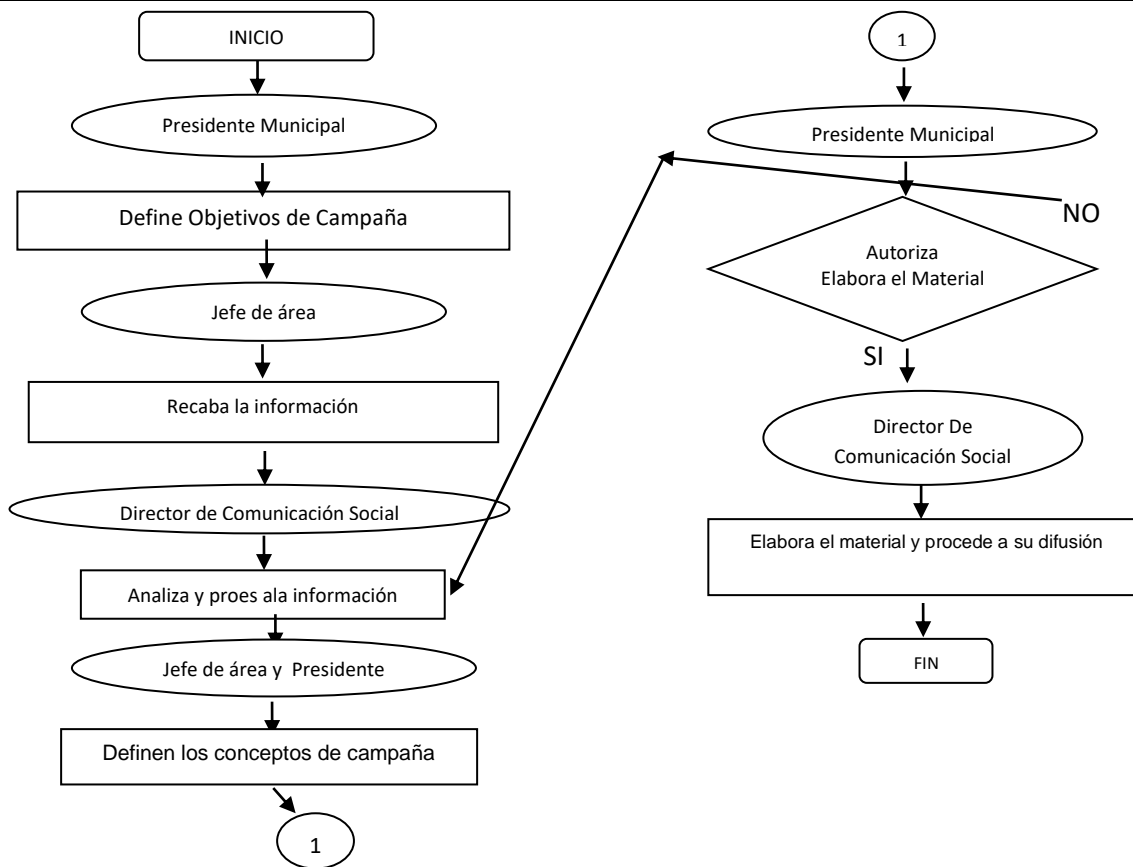 INICIO
Presidente Municipal
Define Objetivos de Campaña
Jefe de área
Recaba la información
Director de Comunicación Social
Analiza y proes ala información
Jefe de área y Presidente
Definen los conceptos de campaña
1
1
Presidente Municipal
NO
Autoriza
Elabora el Material
SI
Director De
Comunicación Social
Elabora el material y procede a su difusión
FIN